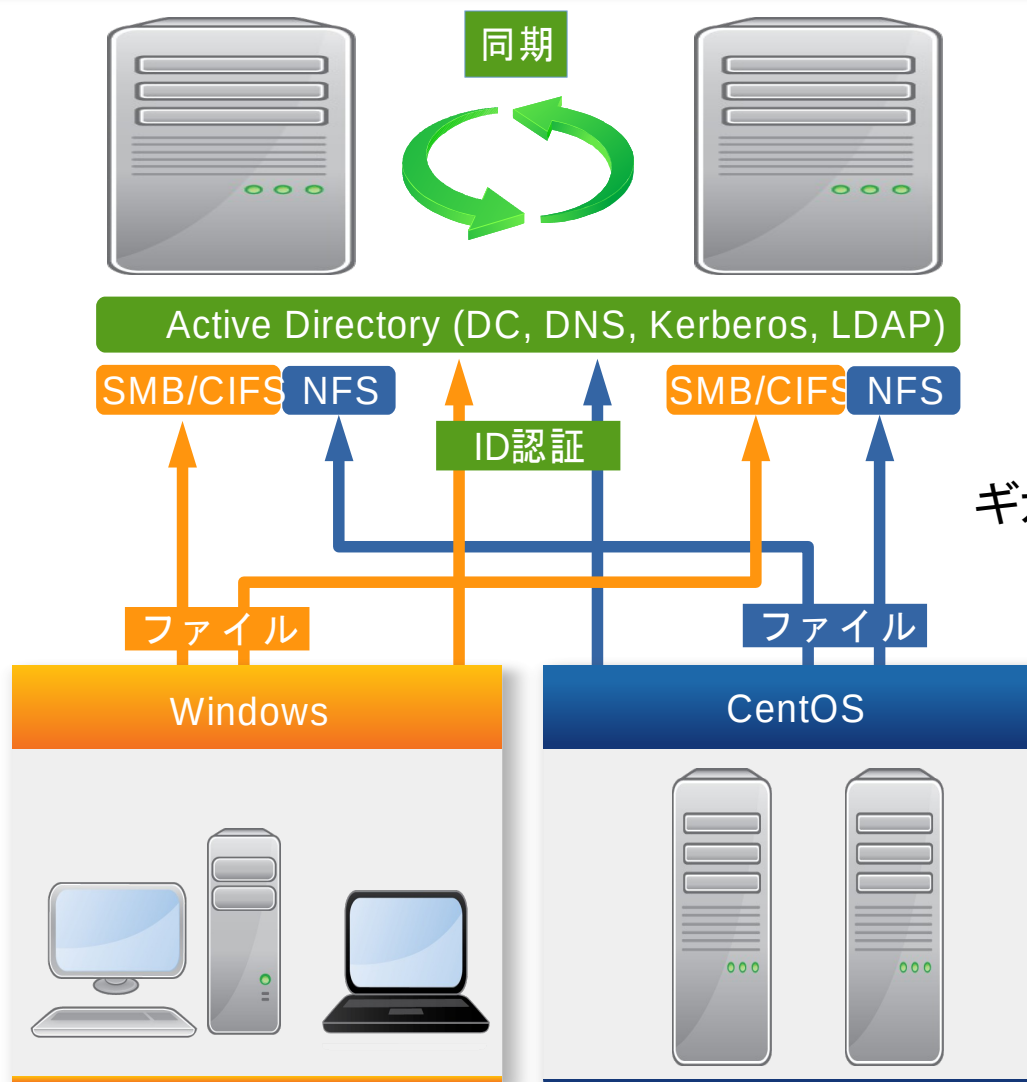 同期
Active Directory (DC, DNS, Kerberos, LDAP)
SMB/CIFS NFS
SMB/CIFS NFS
ID認証
ギ
ファイル
ファイル
Windows
CentOS